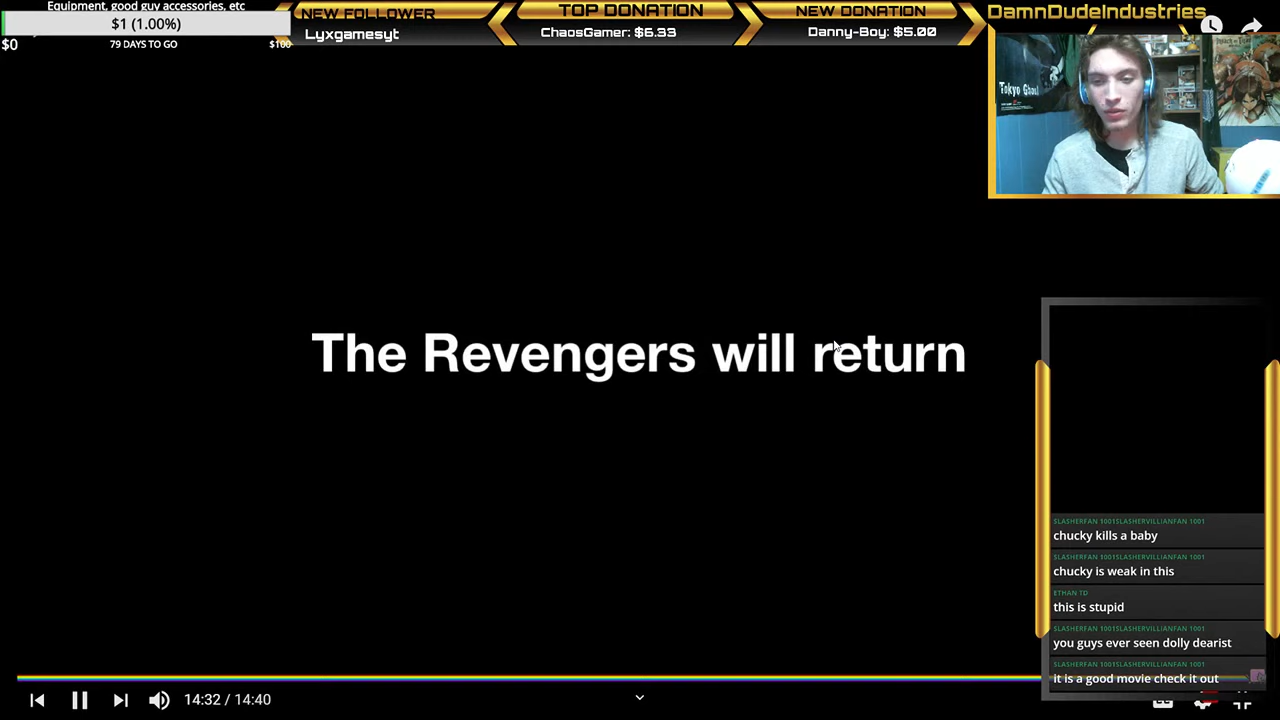 Equipment, good guy accessories, etc
$1 (1.00%)
$0
79 DAYS TO GO
$100
NEW FOLLOWER
Lyxgamesyt
TOP DONATION
ChaosGamer: $6.33
NEW DONATION
Danny-Boy: $5.00
DamnDudeIndustries
Tokyo Ghoul
The Revengers will return
SLASHERFAN 1001SLASHERVILLIANFAN 1001
chucky kills a baby
SLASHERFAN 1001SLASHERVILLIANFAN 1001
chucky is weak in this
ETHAN TD
this is stupid
SLASHERFAN 1001SLASHERVILLIANFAN 1001
you guys ever seen dolly dearist
SLASHERFAN 1001SLASHERVILLIANFAN 1001
it is a good movie check it out
14:32 / 14:40